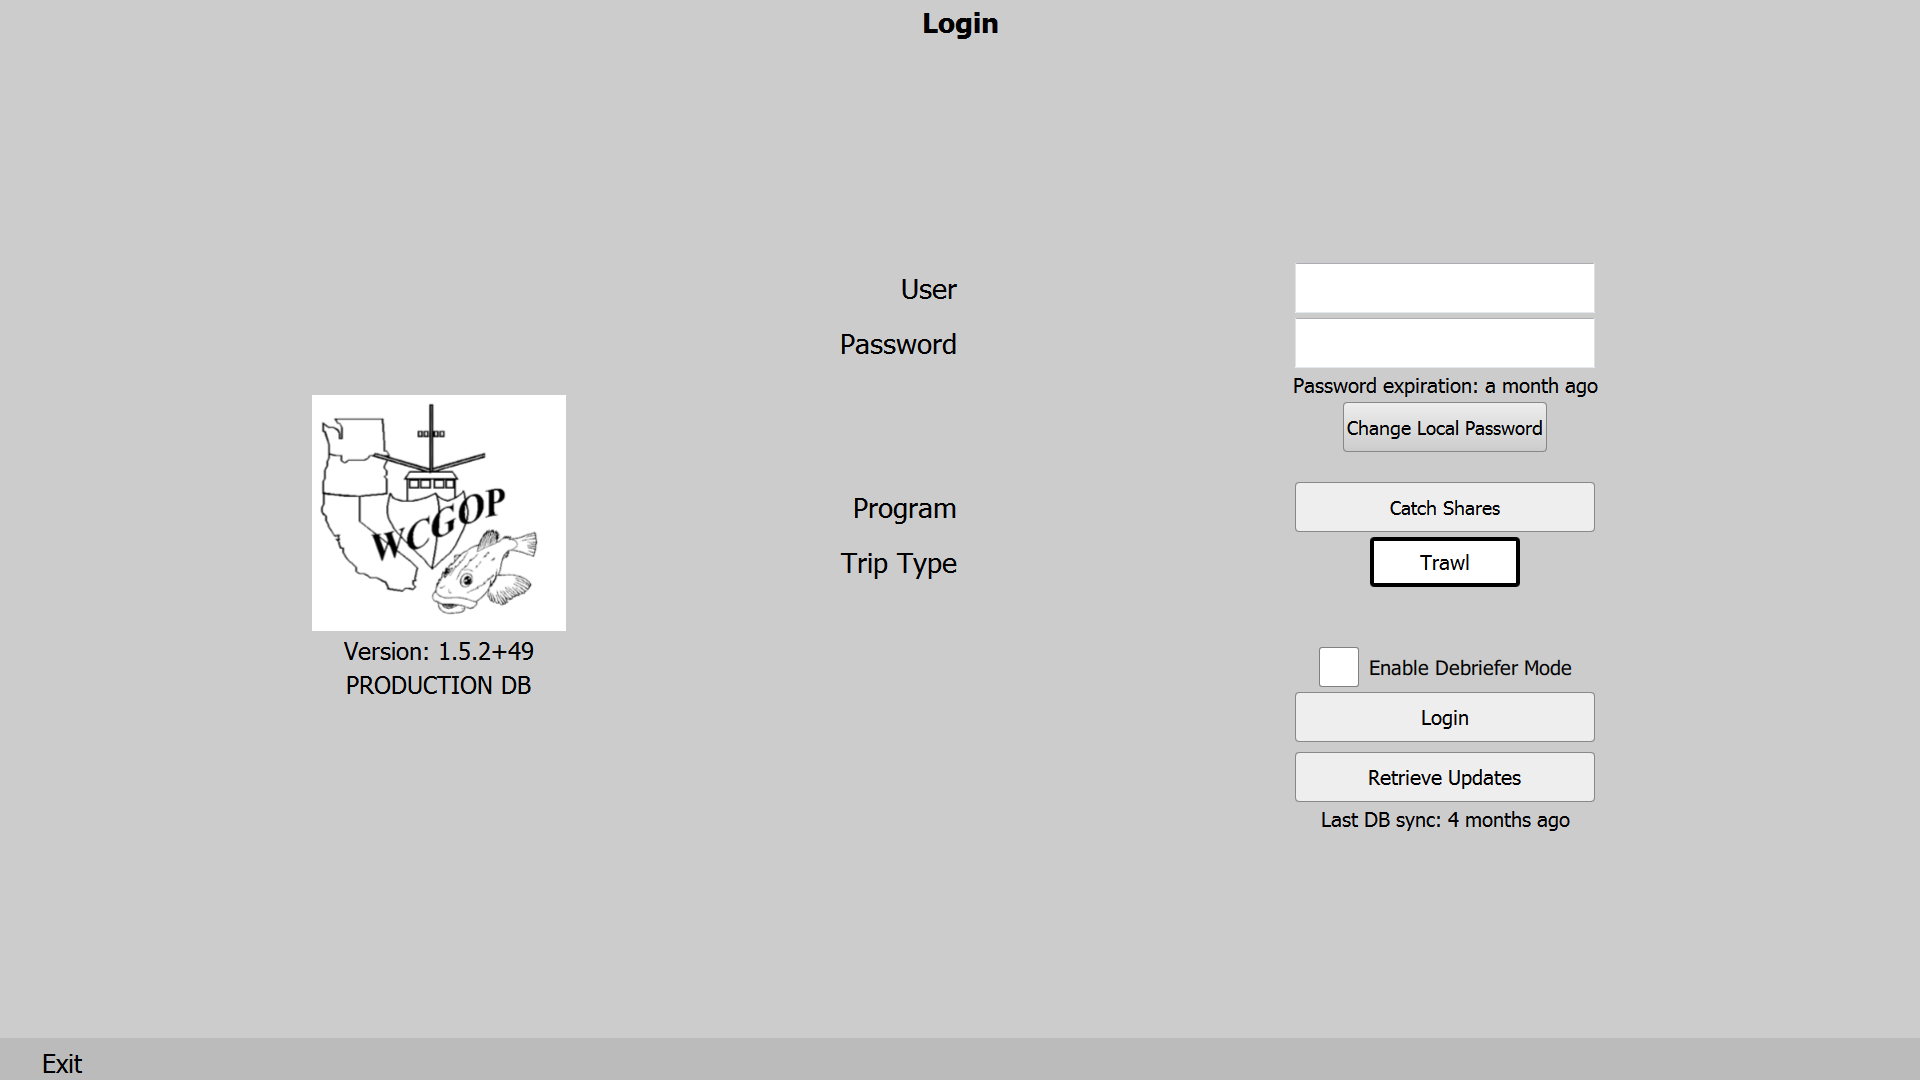 Login
User
Password
Password expiration: a month ago
Change Local Password
Program
Catch Shares
Trip Type
Trawl
WCGOP
Version: 1.5.2+49
PRODUCTION DB
Enable Debriefer Mode
Login
Retrieve Updates
Last DB sync: 4 months ago
Exit